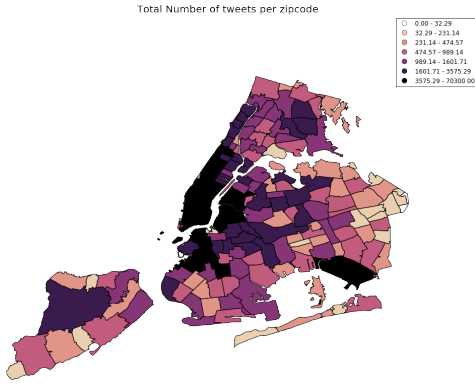 Total Number of tweets per zipcode
0.00 - 32.29
32.29 - 231.14
231.14 - 474.57
474.57 - 989.14
989.14 - 1601.71
1601.71 - 3575.29
3575.29 - 70300.00